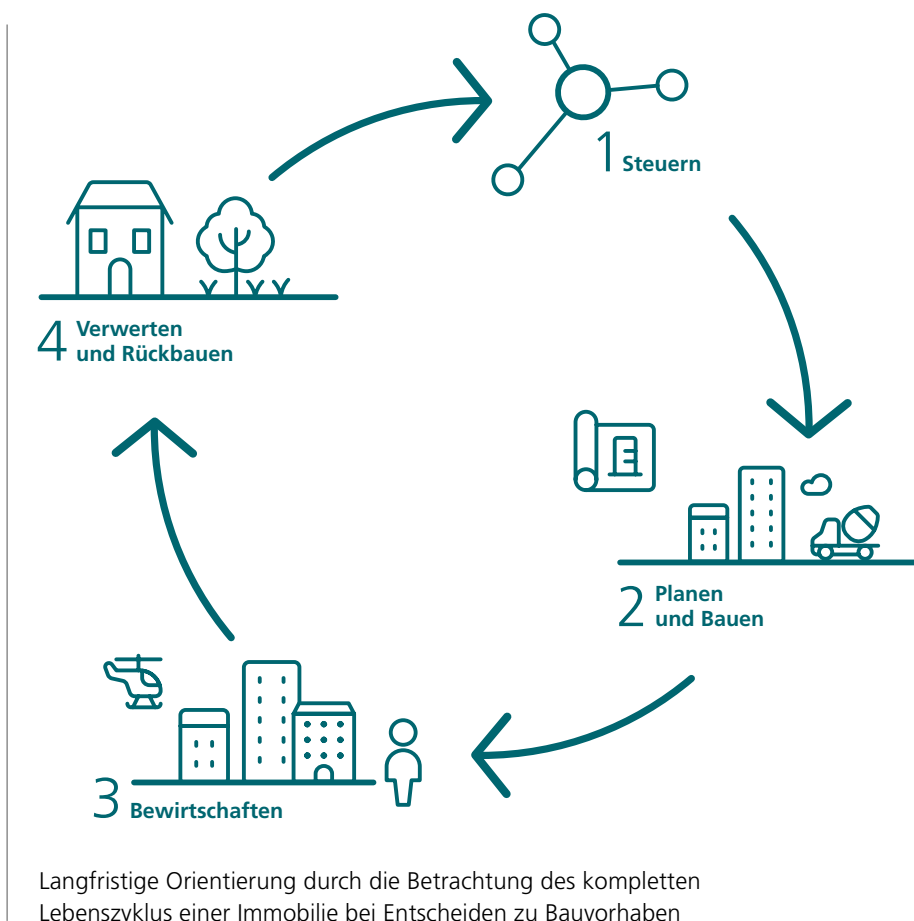 1 Steuern
2 Planen
und Bauen
3 Bewirtschaften
4 Verwerten
und Rückbauen
Langfristige Orientierung durch die Betrachtung des kompletten
Lebenszyklus einer Immobilie bei Entscheiden zu Bauvorhaben